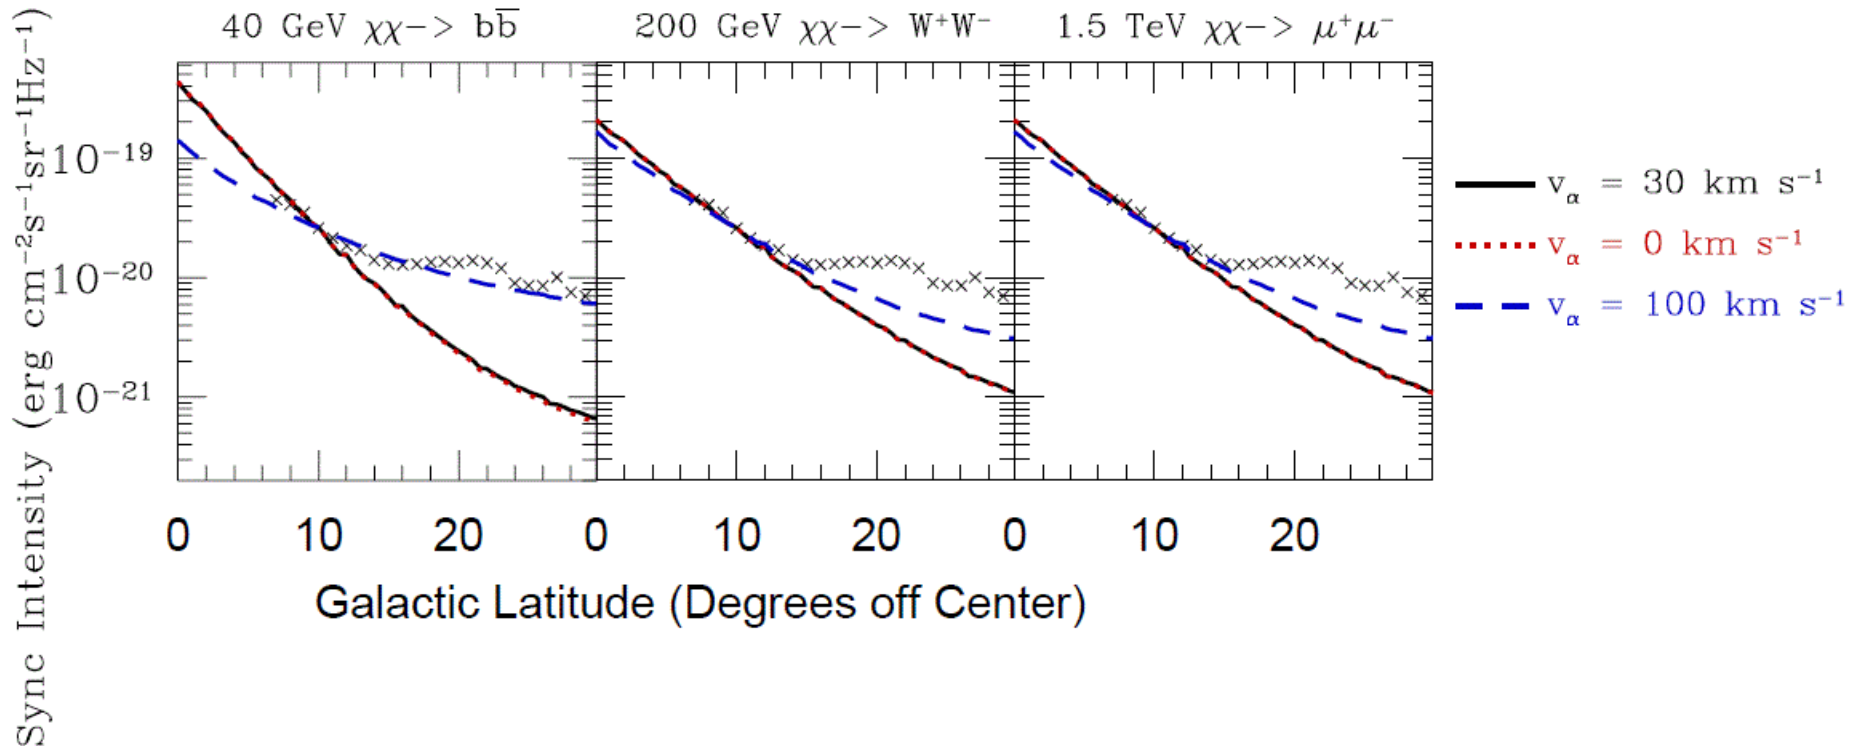 40 GeV χχ−> bb̅
200 GeV χχ−> W⁺W⁻
1.5 TeV χχ−> μ⁺μ⁻
Sync Intensity (erg cm⁻²s⁻¹sr⁻¹Hz⁻¹)
10⁻¹⁹
10⁻²⁰
10⁻²¹
0 10 20 0 10 20 0 10 20
Galactic Latitude (Degrees off Center)
vα = 30 km s⁻¹
vα = 0 km s⁻¹
vα = 100 km s⁻¹